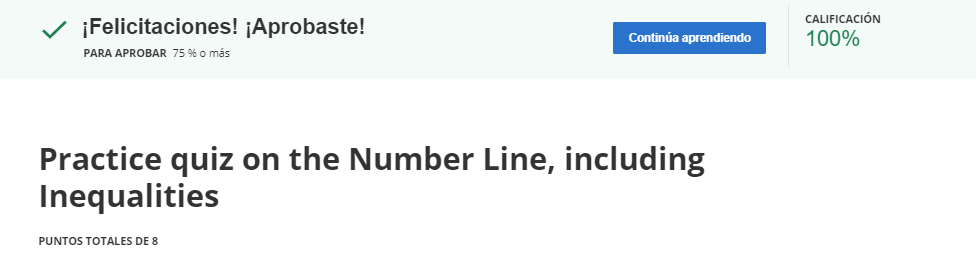 ¡Felicitaciones! ¡Aprobaste!
PARA APROBAR 75 % o más
Continúa aprendiendo
CALIFICACIÓN
100%
Practice quiz on the Number Line, including
Inequalities
PUNTOS TOTALES DE 8